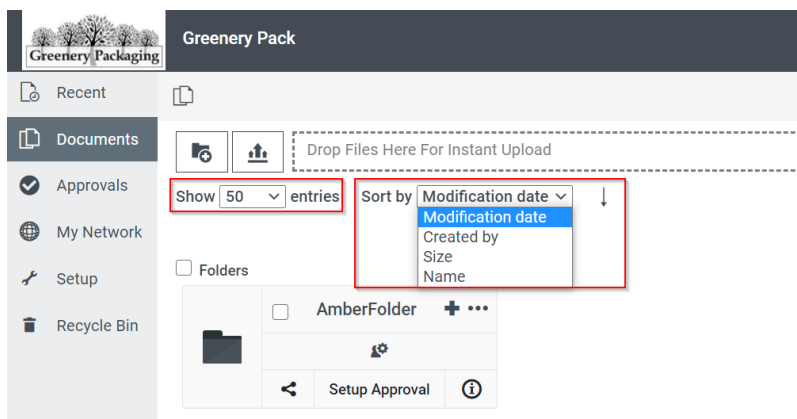 Greenery Packaging
Greenery Pack
Recent
Documents
Approvals
My Network
Setup
Recycle Bin
Drop Files Here For Instant Upload
Show 50 entries
Sort by Modification date
Modification date
Created by
Size
Name
Folders
AmberFolder
Setup Approval